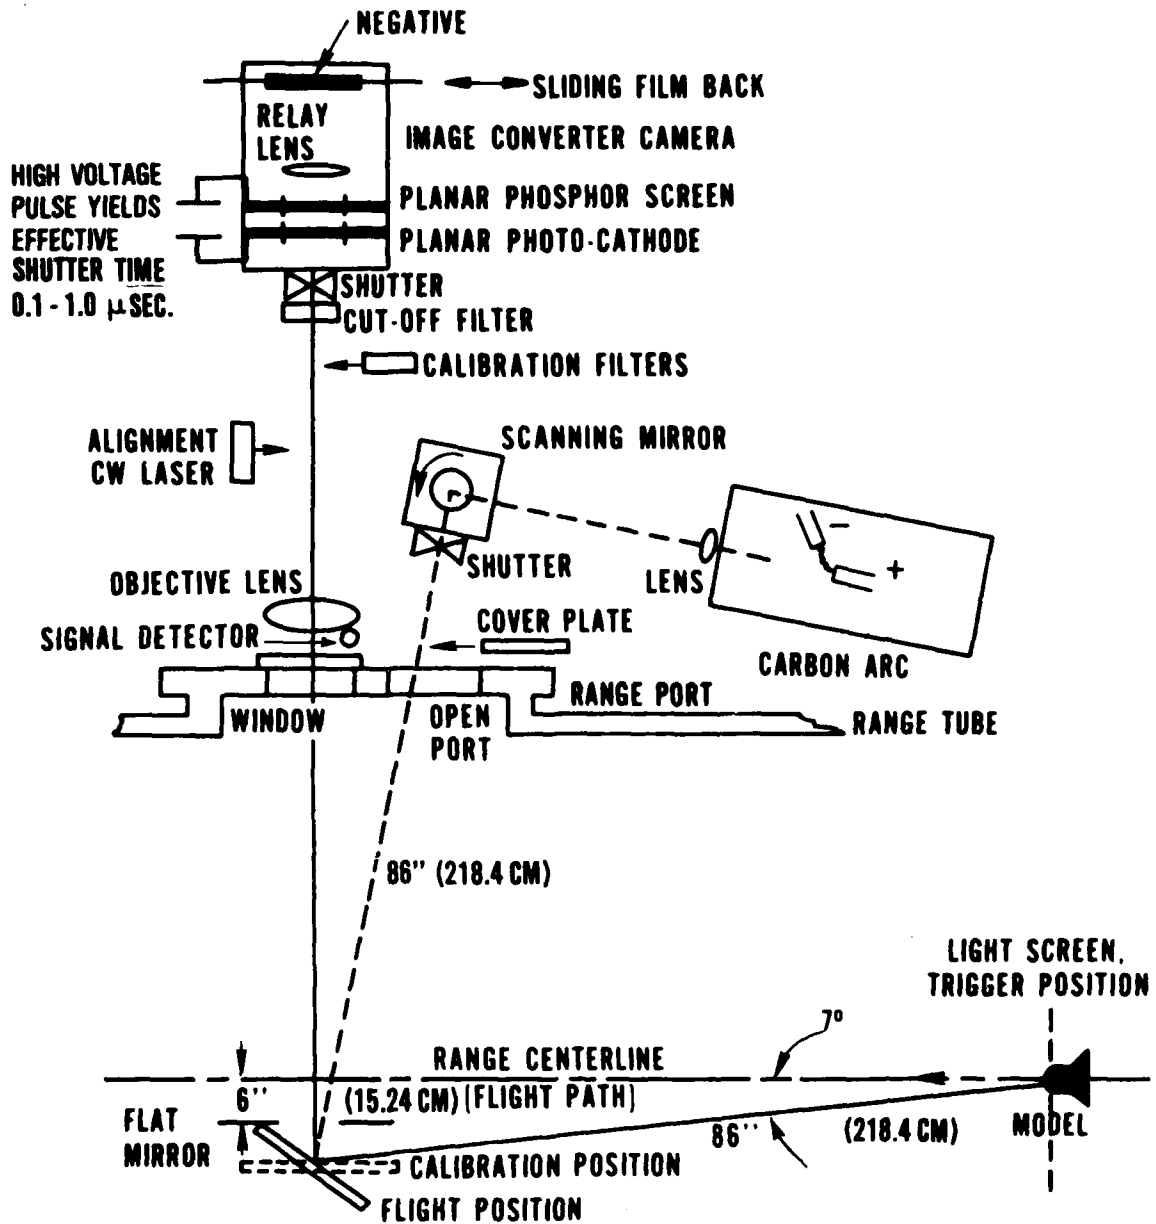 NEGATIVE
SLIDING FILM BACK
RELAY
LENS
IMAGE CONVERTER CAMERA
HIGH VOLTAGE
PULSE YIELDS
EFFECTIVE
SHUTTER TIME
0.1 - 1.0 μSEC.
PLANAR PHOSPHOR SCREEN
PLANAR PHOTO-CATHODE
SHUTTER
CUT-OFF FILTER
CALIBRATION FILTERS
ALIGNMENT
CW LASER
SCANNING MIRROR
r
SHUTTER
LENS
−
+
CARBON ARC
OBJECTIVE LENS
SIGNAL DETECTOR
COVER PLATE
WINDOW
OPEN
PORT
RANGE PORT
RANGE TUBE
86" (218.4 CM)
LIGHT SCREEN,
TRIGGER POSITION
7°
RANGE CENTERLINE
6" (15.24 CM) (FLIGHT PATH)
FLAT
MIRROR
86" (218.4 CM)
MODEL
CALIBRATION POSITION
FLIGHT POSITION